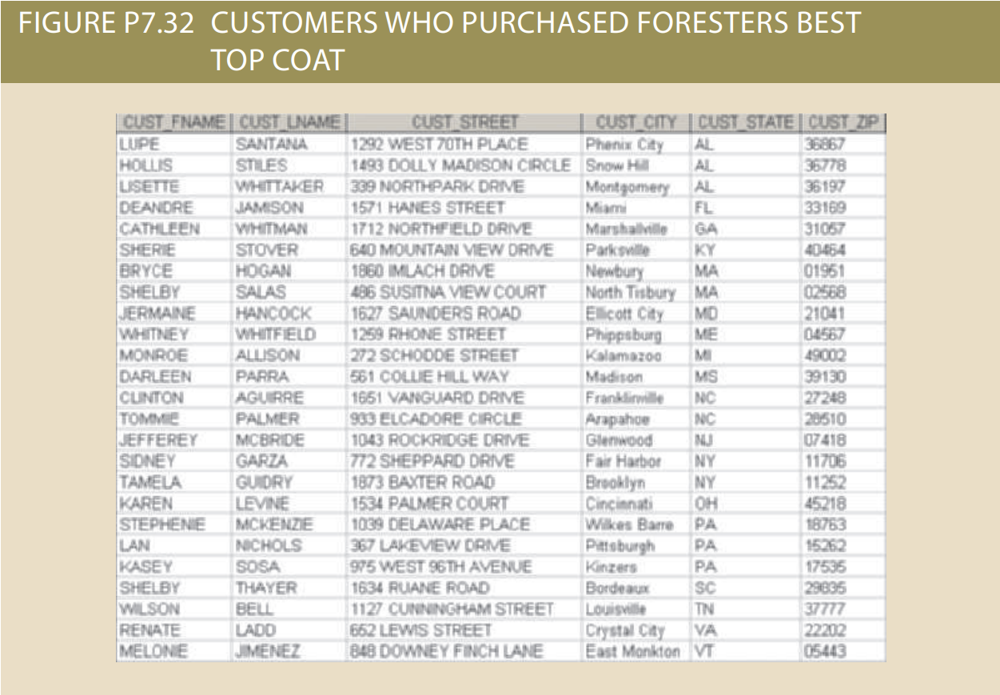 FIGURE P7.32 CUSTOMERS WHO PURCHASED FORESTERS BEST
TOP COAT
CUST_FNAME CUST_LNAME CUST_STREET CUST_CITY CUST_STATE CUST_ZIP
LUPE SANTANA 1292 WEST 70TH PLACE Phenix City AL 36867
HOLLIS STILES 1493 DOLLY MADISON CIRCLE Snow Hill AL 36778
LISETTE WHITTAKER 339 NORTHPARK DRIVE Montgomery AL 36197
DEANDRE JAMISON 1571 HANES STREET Miami FL 33169
CATHLEEN WHITMAN 1712 NORTHFIELD DRIVE Marshallville GA 31057
SHERIE STOVER 640 MOUNTAIN VIEW DRIVE Parksville KY 40464
BRYCE HOGAN 1860 IMLACH DRIVE Newbury MA 01951
SHELBY SALAS 486 SUSITNA VIEW COURT North Tisbury MA 02568
JERMAINE HANCOCK 1627 SAUNDERS ROAD Ellicott City MD 21041
WHITNEY WHITFIELD 1259 RHONE STREET Phippsburg ME 04567
MONROE ALLISON 272 SCHODDE STREET Kalamazoo MI 49002
DARLEEN PARRA 561 COLLIE HILL WAY Madison MS 39130
CLINTON AGUIRRE 1651 VANGUARD DRIVE Franklinville NC 27248
TOMMIE PALMER 933 ELCADORE CIRCLE Arapahoe NC 28510
JEFFEREY MCBRIDE 1043 ROCKRIDGE DRIVE Glenwood NJ 07418
SIDNEY GARZA 772 SHEPPARD DRIVE Fair Harbor NY 11706
TAMELA GUIDRY 1873 BAXTER ROAD Brooklyn NY 11252
KAREN LEVINE 1534 PALMER COURT Cincinnati OH 45218
STEPHENIE MCKENZIE 1039 DELAWARE PLACE Wilkes Barre PA 18763
LAN NICHOLS 367 LAKEVIEW DRIVE Pittsburgh PA 15262
KASEY SOSA 975 WEST 96TH AVENUE Kinzers PA 17535
SHELBY THAYER 1634 RUANE ROAD Bordeaux SC 29835
WILSON BELL 1127 CUNNINGHAM STREET Louisville TN 37777
RENATE LADD 652 LEWIS STREET Crystal City VA 22202
MELONIE JIMENEZ 848 DOWNEY FINCH LANE East Monkton VT 05443